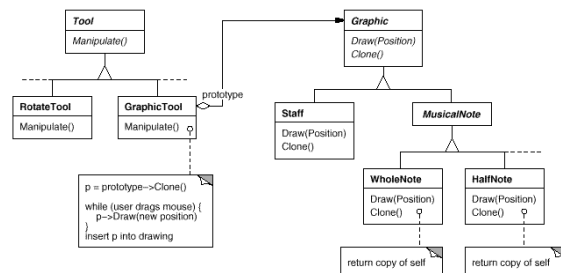 Tool
Manipulate()
Graphic
Draw(Position)
Clone()
prototype
RotateTool
Manipulate()
GraphicTool
Manipulate()
Staff
Draw(Position)
Clone()
MusicalNote
p = prototype–>Clone()
while (user drags mouse) {
p–>Draw(new position)
}
insert p into drawing
WholeNote
Draw(Position)
Clone()
HalfNote
Draw(Position)
Clone()
return copy of self
return copy of self